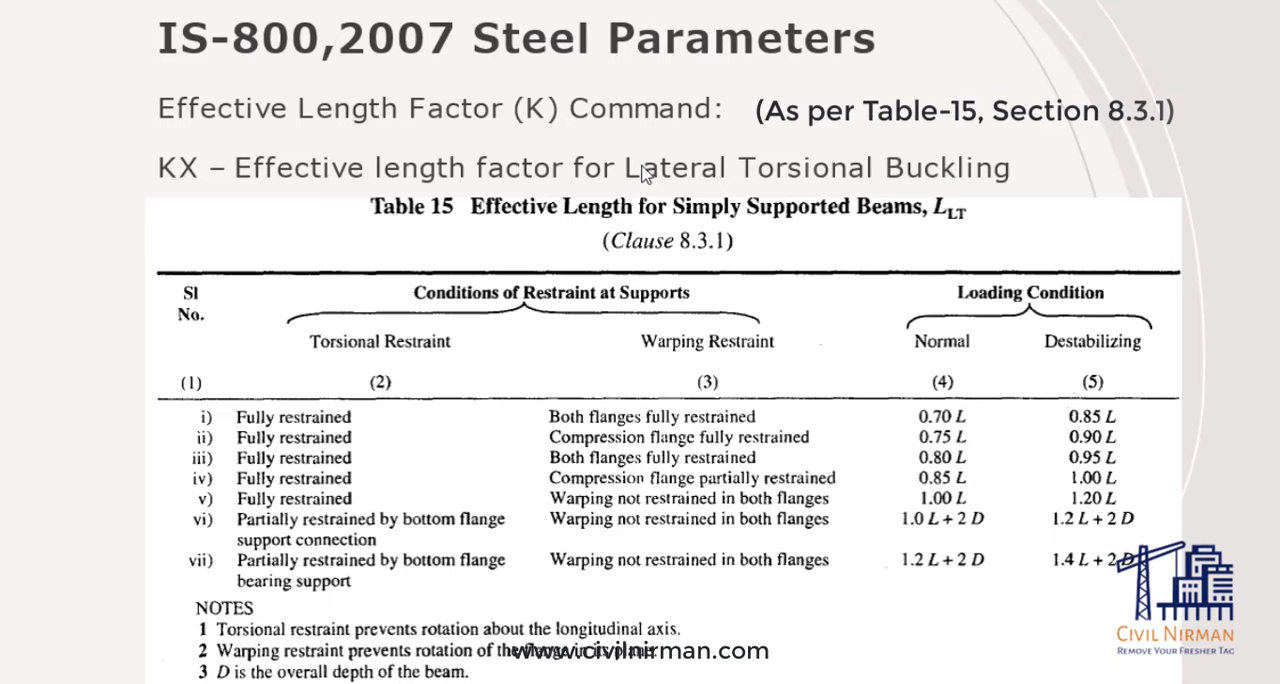 IS-800,2007 Steel Parameters
Effective Length Factor (K) Command: (As per Table-15, Section 8.3.1)
KX – Effective length factor for Lateral Torsional Buckling
Table 15 Effective Length for Simply Supported Beams, L_LT
(Clause 8.3.1)
Sl No. Conditions of Restraint at Supports Loading Condition
Torsional Restraint Warping Restraint Normal Destabilizing
(1) (2) (3) (4) (5)
i) Fully restrained Both flanges fully restrained 0.70 L 0.85 L
ii) Fully restrained Compression flange fully restrained 0.75 L 0.90 L
iii) Fully restrained Both flanges fully restrained 0.80 L 0.95 L
iv) Fully restrained Compression flange partially restrained 0.85 L 1.00 L
v) Fully restrained Warping not restrained in both flanges 1.00 L 1.20 L
vi) Partially restrained by bottom flange Warping not restrained in both flanges 1.0 L + 2 D 1.2 L + 2 D
support connection
vii) Partially restrained by bottom flange Warping not restrained in both flanges 1.2 L + 2 D 1.4 L + 2 D
bearing support
NOTES
1 Torsional restraint prevents rotation about the longitudinal axis.
2 Warping restraint prevents rotation of the
www.civilnirman.com
3 D is the overall depth of the beam.
CIVIL NIRMAN
REMOVE YOUR FRESHER TAG